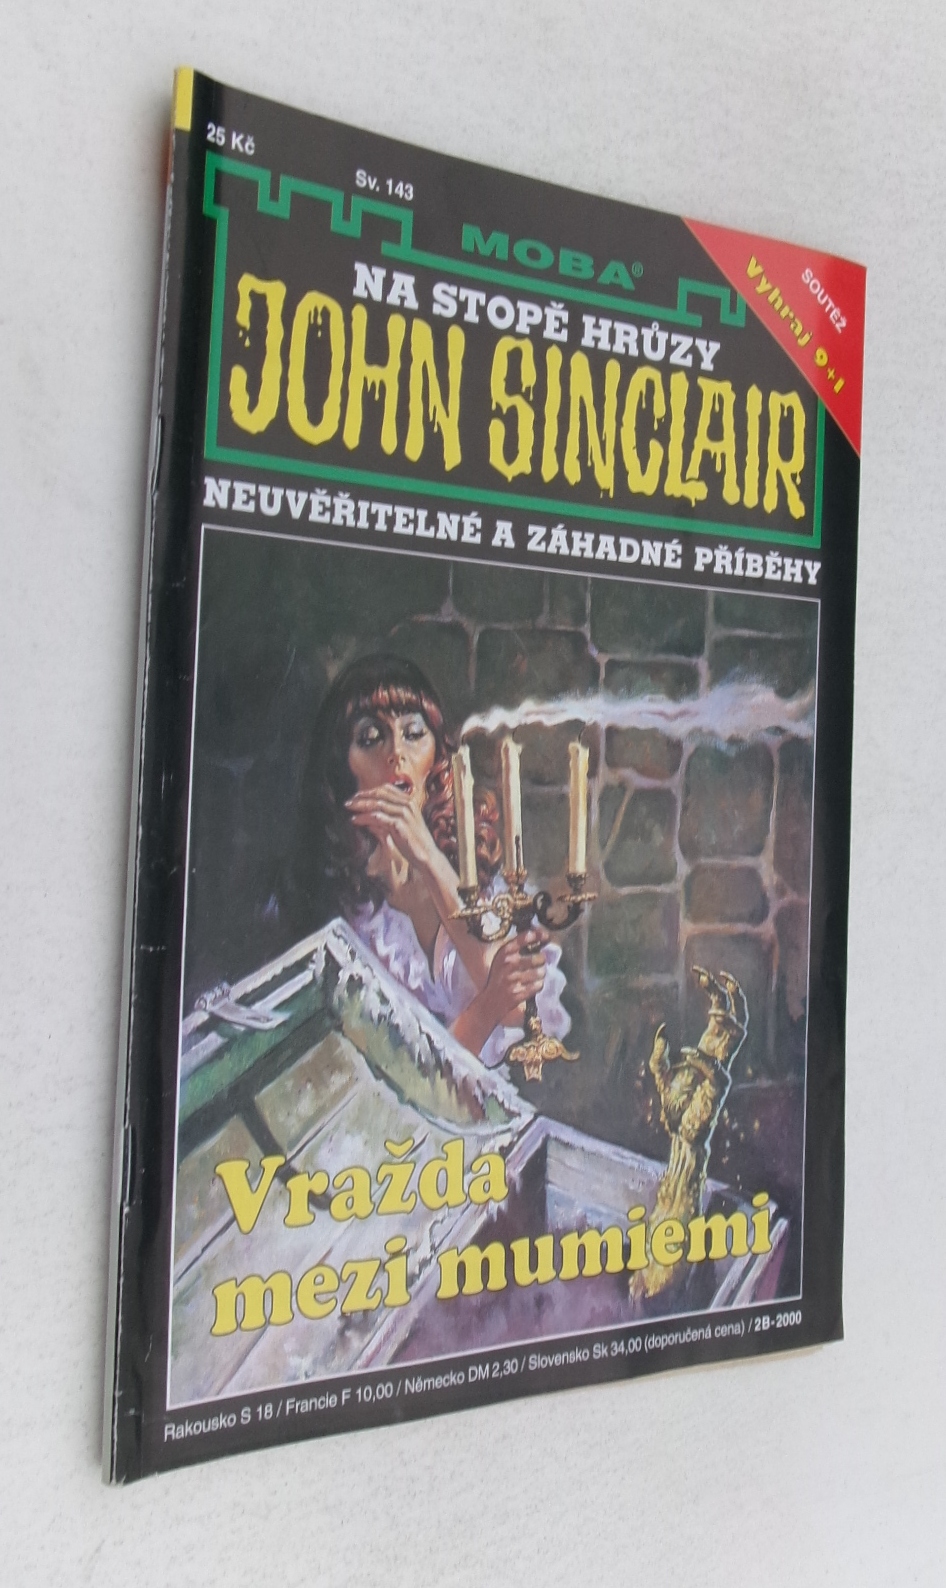 25 Kč
Sv. 143
MOBA®
SOUTĚŽ
Vyhraj 9+1
NA STOPĚ HRŮZY
JOHN SINCLAIR
NEUVĚŘITELNÉ A ZÁHADNÉ PŘÍBĚHY
Vražda
mezi mumiemi
Rakousko S 18 / Francie F 10,00 / Německo DM 2,30 / Slovensko Sk 34,00 (doporučená cena) / 2B-2000